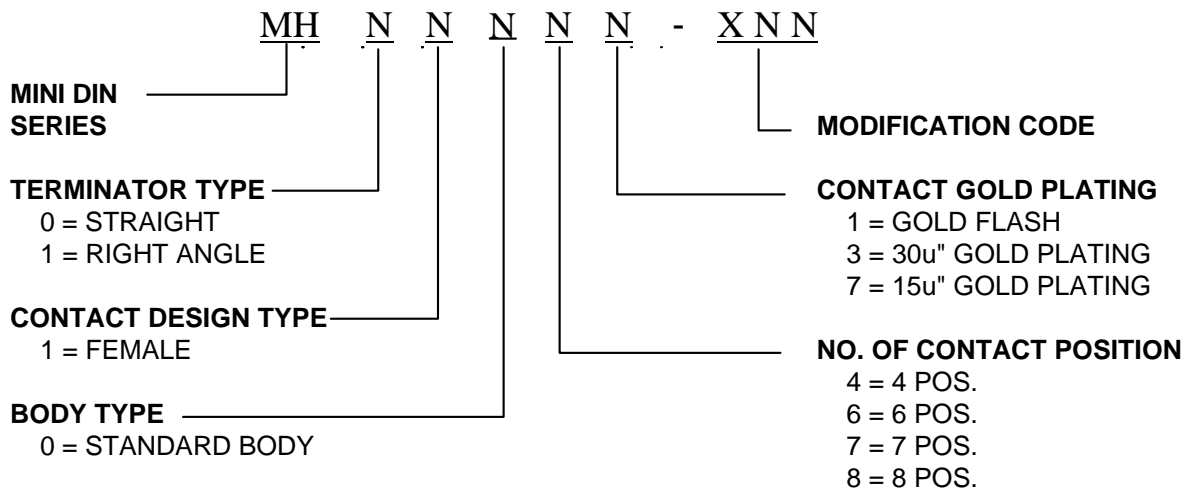 MH N N N N N - X N N
MINI DIN
SERIES
MODIFICATION CODE
TERMINATOR TYPE
0 = STRAIGHT
1 = RIGHT ANGLE
CONTACT GOLD PLATING
1 = GOLD FLASH
3 = 30u" GOLD PLATING
7 = 15u" GOLD PLATING
CONTACT DESIGN TYPE
1 = FEMALE
NO. OF CONTACT POSITION
4 = 4 POS.
6 = 6 POS.
7 = 7 POS.
8 = 8 POS.
BODY TYPE
0 = STANDARD BODY